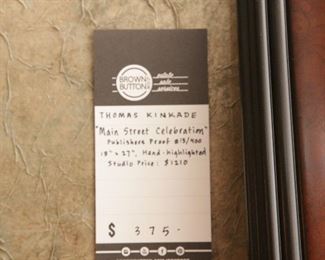 BROWN
BUTTON
estate
sale
services
THOMAS KINKADE
"Main Street Celebration"
Publishers Proof #13/400
18" x 27", Hand-highlighted
Studio Price: $1210
$ 375-